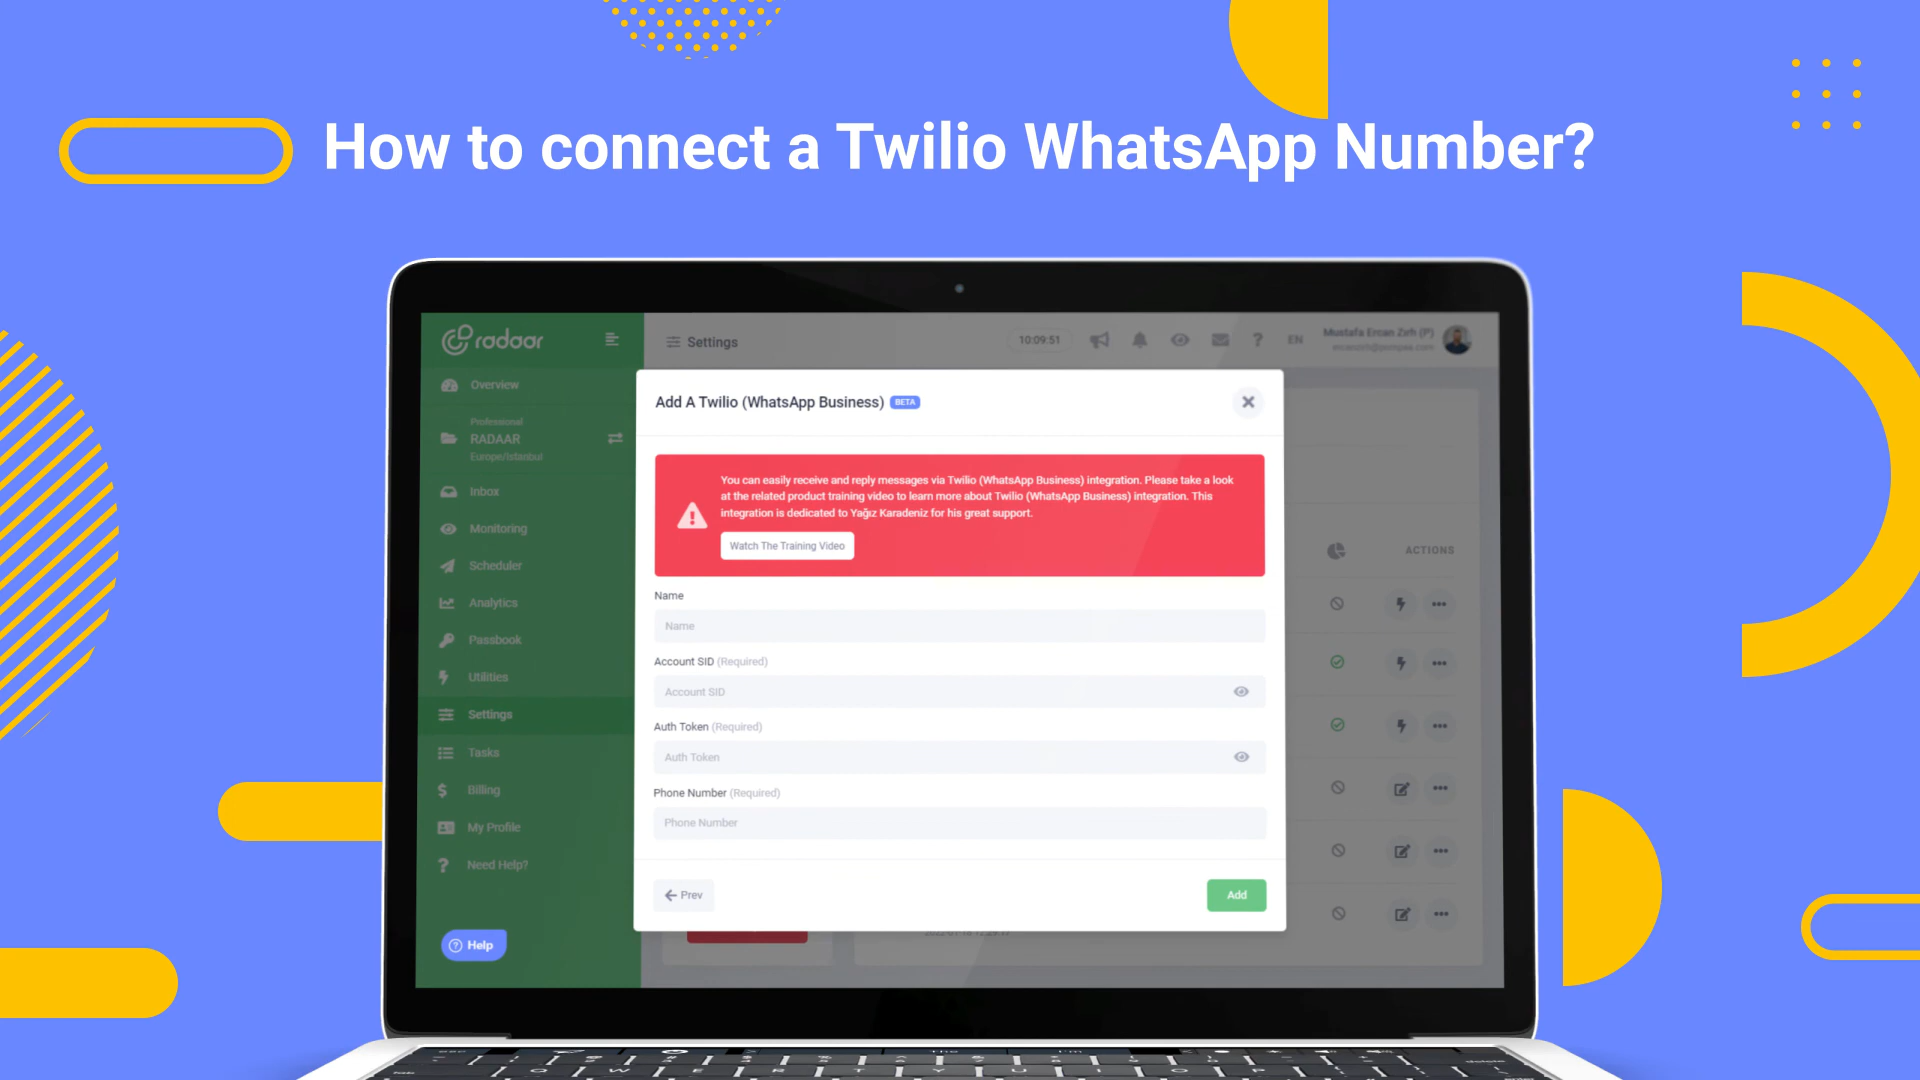 How to connect a Twilio WhatsApp Number?
radaar
Settings
10:09:51
EN
Mustafa Ercan Zırh (P)
Overview
Professional
RADAAR
Europe/Istanbul
Inbox
Monitoring
Scheduler
Analytics
Passbook
Utilities
Settings
Tasks
Billing
My Profile
Need Help?
Help
Add A Twilio (WhatsApp Business) BETA
You can easily receive and reply messages via Twilio (WhatsApp Business) integration. Please take a look
at the related product training video to learn more about Twilio (WhatsApp Business) integration. This
integration is dedicated to Yağız Karadeniz for his great support.
Watch The Training Video
Name
Name
Account SID (Required)
Account SID
Auth Token (Required)
Auth Token
Phone Number (Required)
Phone Number
Prev
Add
ACTIONS